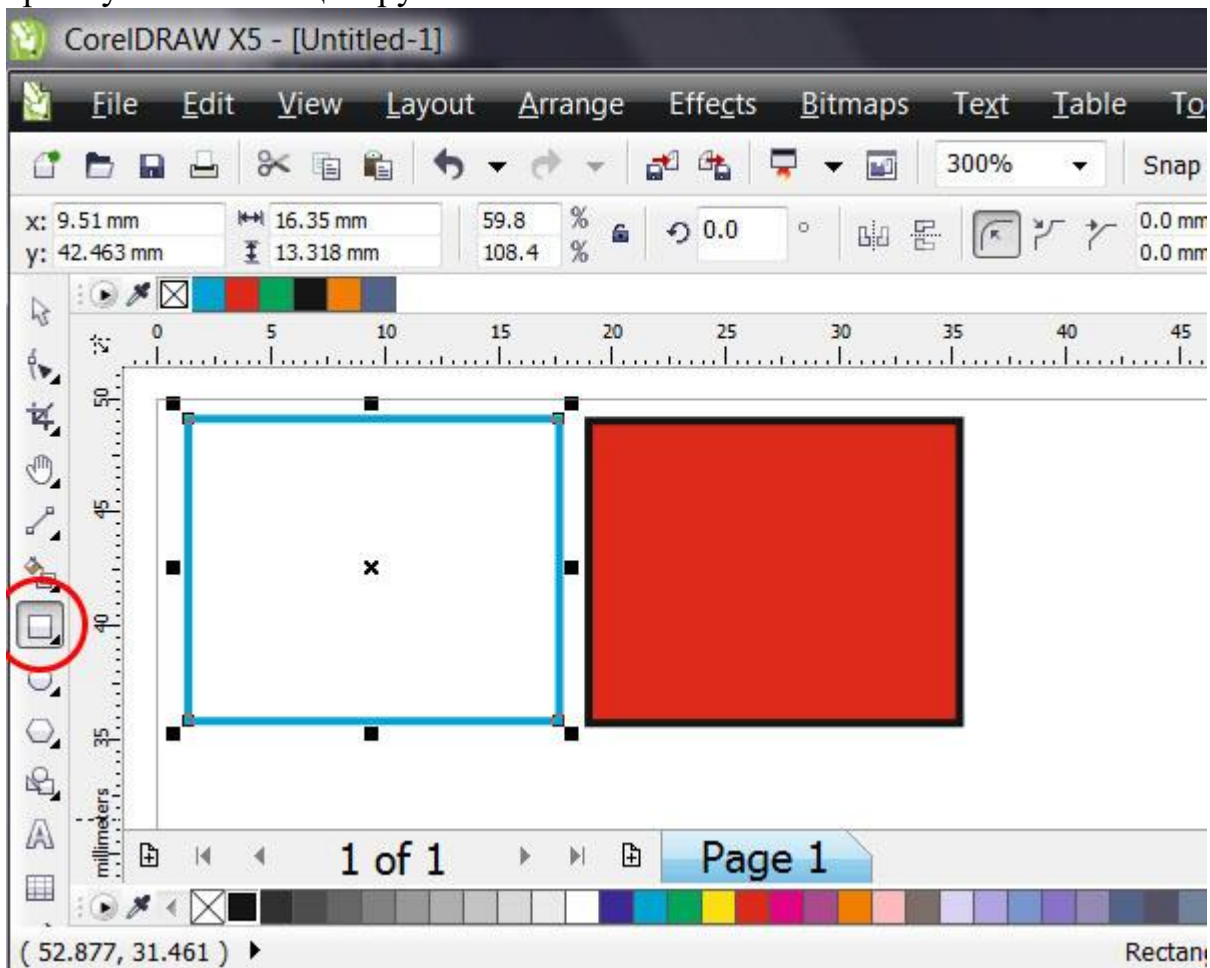 CorelDRAW X5 - [Untitled-1]
File Edit View Layout Arrange Effects Bitmaps Text Table To
300% Snap
x: 9.51 mm 16.35 mm 59.8 % 0.0 ° 0.0 mm
y: 42.463 mm 13.318 mm 108.4 % 0.0 mm
0 5 10 15 20 25 30 35 40 45
50
45
40
35
millimeters
1 of 1 Page 1
( 52.877, 31.461 ) Rectang